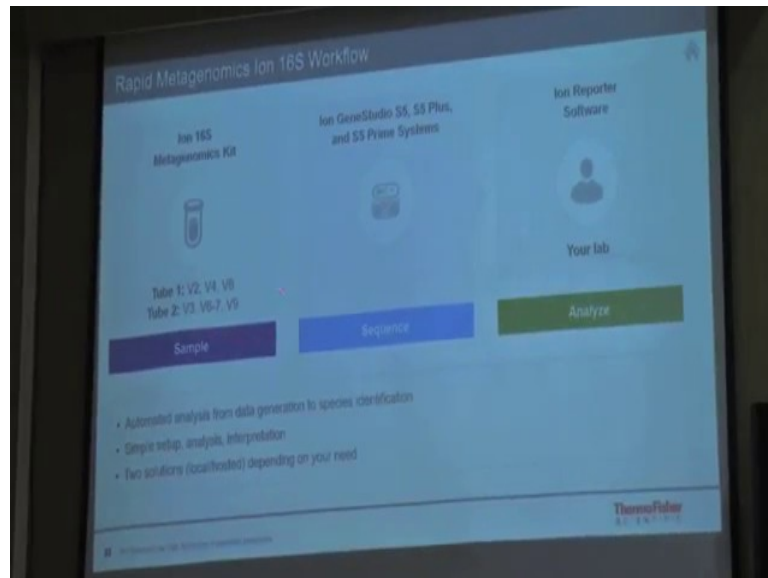 Rapid Metagenomics Ion 16S Workflow
Ion 16S
Metagenomics Kit
Tube 1: V2, V4, V8
Tube 2: V3, V6-7, V9
Sample
Ion GeneStudio S5, S5 Plus,
and S5 Prime Systems
Sequence
Ion Reporter
Software
Your lab
Analyze
• Automated analysis from data generation to species identification
• Simple setup, analysis, interpretation
• Two solutions (local/hosted) depending on your need
ThermoFisher
SCIENTIFIC